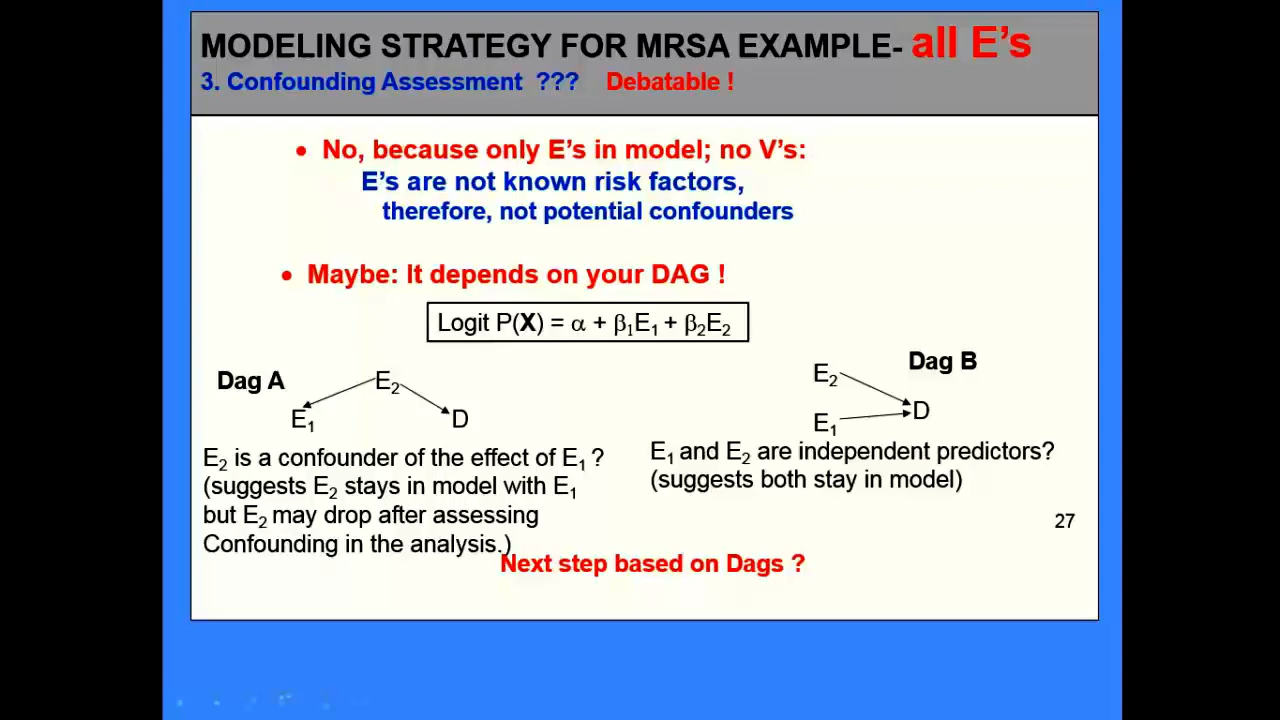 MODELING STRATEGY FOR MRSA EXAMPLE- all E's
3. Confounding Assessment ??? Debatable !
• No, because only E's in model; no V's:
E's are not known risk factors,
therefore, not potential confounders
• Maybe: It depends on your DAG !
Logit P(X) = α + β₁E₁ + β₂E₂
Dag A
E₂
E₁
D
E₂ is a confounder of the effect of E₁ ?
(suggests E₂ stays in model with E₁
but E₂ may drop after assessing
Confounding in the analysis.)
Dag B
E₂
D
E₁
E₁ and E₂ are independent predictors?
(suggests both stay in model)
27
Next step based on Dags ?